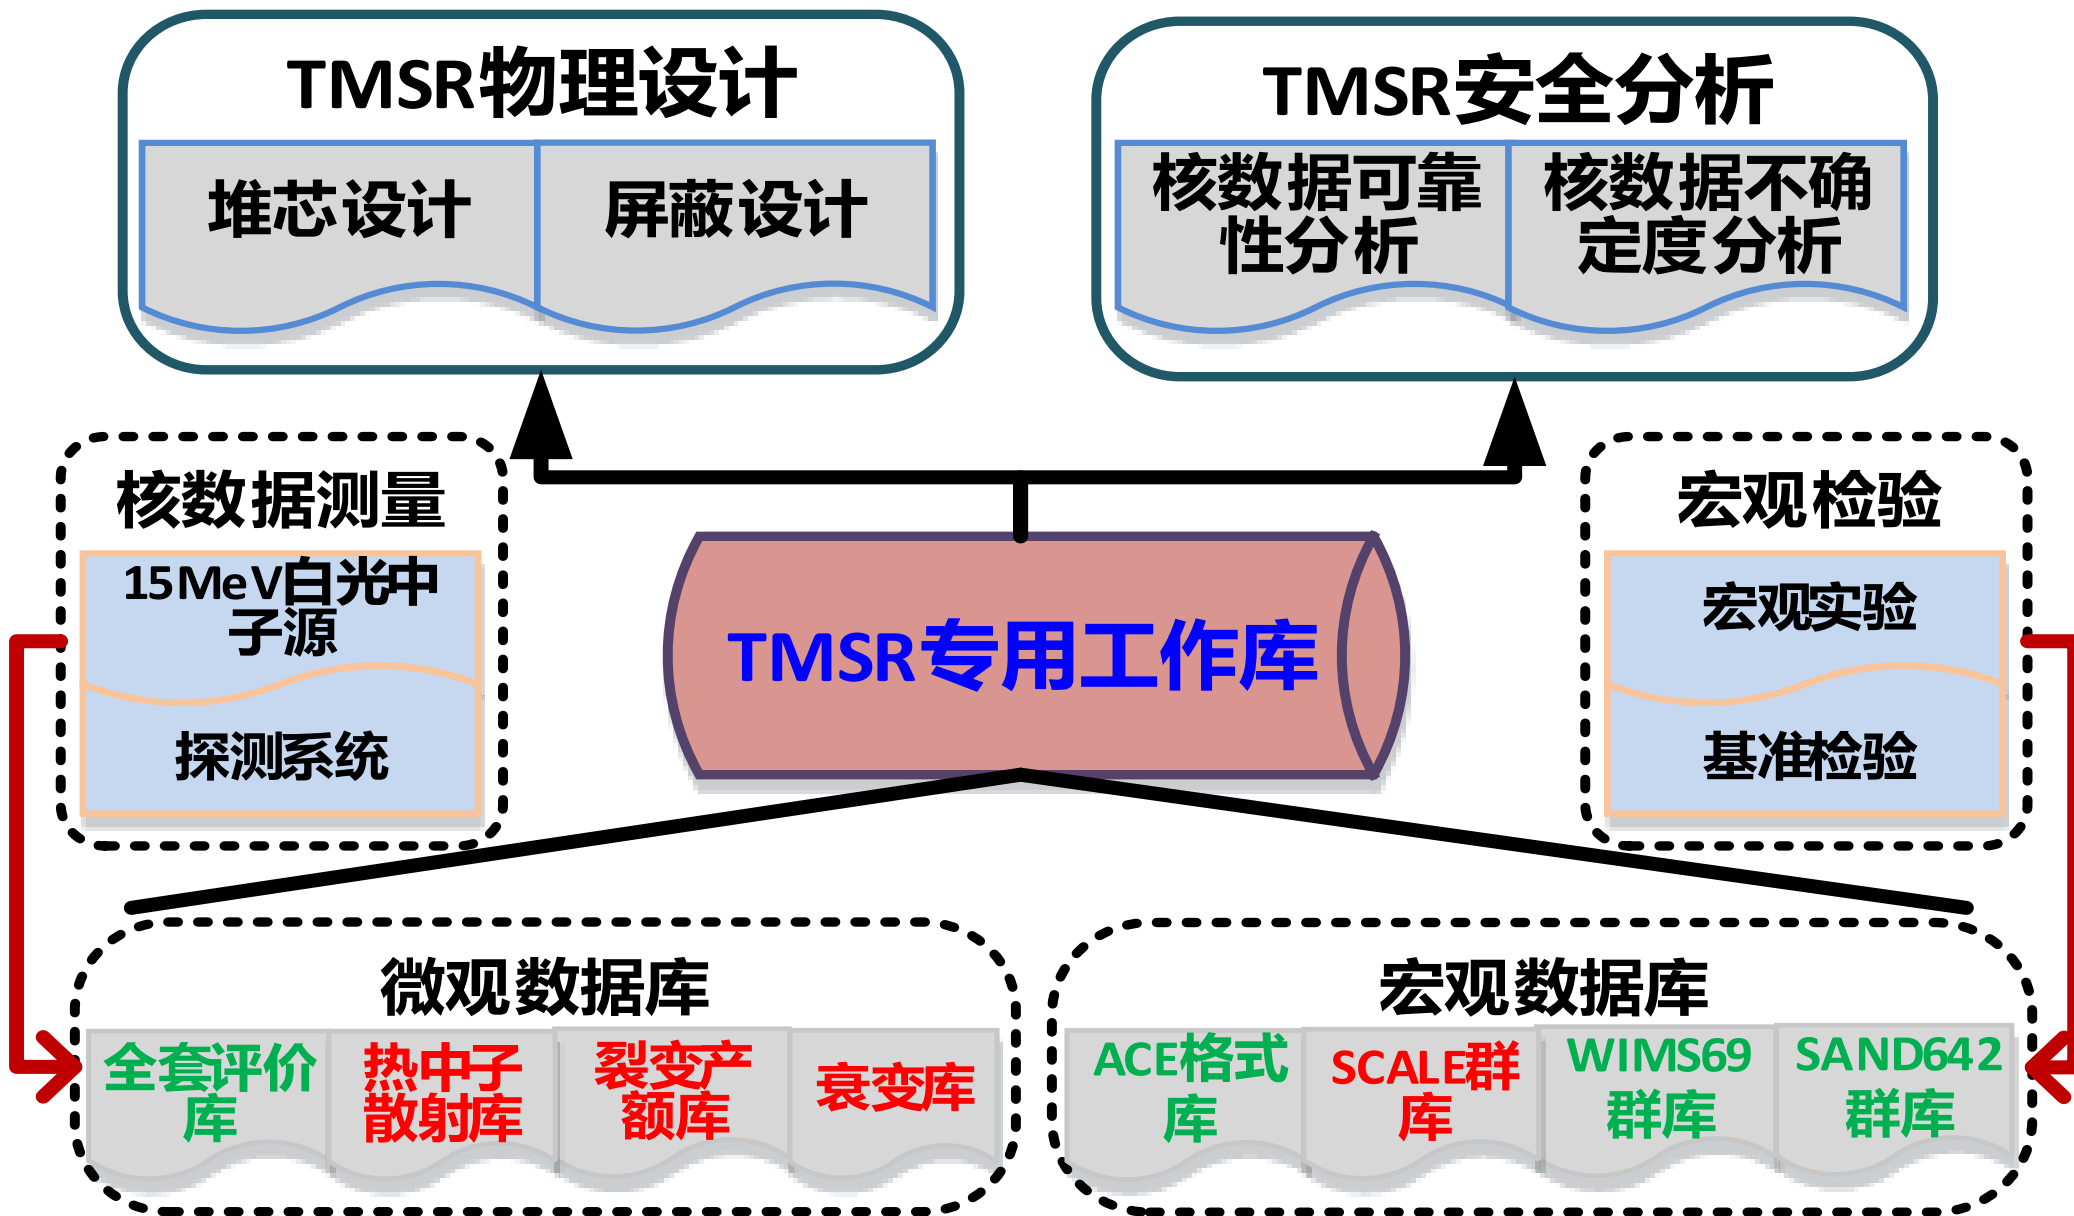 TMSR物理设计
堆芯设计
屏蔽设计
TMSR安全分析
核数据可靠
性分析
核数据不确
定度分析
核数据测量
15MeV白光中
子源
探测系统
TMSR专用工作库
宏观检验
宏观实验
基准检验
微观数据库
全套评价
库
热中子
散射库
裂变产
额库
衰变库
宏观数据库
ACE格式
库
SCALE群
库
WIMS69
群库
SAND642
群库